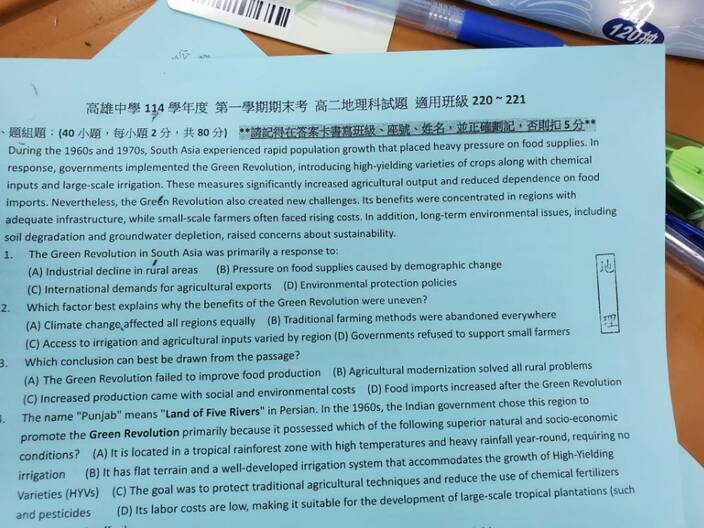 120抽
高雄中學 114 學年度 第一學期期末考 高二地理科試題 適用班級 220 ~ 221
、題組題：(40 小題，每小題 2 分，共 80 分) **請記得在答案卡書寫班級、座號、姓名，並正確劃記，否則扣 5 分**
During the 1960s and 1970s, South Asia experienced rapid population growth that placed heavy pressure on food supplies. In
response, governments implemented the Green Revolution, introducing high-yielding varieties of crops along with chemical
inputs and large-scale irrigation. These measures significantly increased agricultural output and reduced dependence on food
imports. Nevertheless, the Green Revolution also created new challenges. Its benefits were concentrated in regions with
adequate infrastructure, while small-scale farmers often faced rising costs. In addition, long-term environmental issues, including
soil degradation and groundwater depletion, raised concerns about sustainability.
1. The Green Revolution in South Asia was primarily a response to:
(A) Industrial decline in rural areas (B) Pressure on food supplies caused by demographic change
(C) International demands for agricultural exports (D) Environmental protection policies
2. Which factor best explains why the benefits of the Green Revolution were uneven?
(A) Climate change affected all regions equally (B) Traditional farming methods were abandoned everywhere
(C) Access to irrigation and agricultural inputs varied by region (D) Governments refused to support small farmers
3. Which conclusion can best be drawn from the passage?
(A) The Green Revolution failed to improve food production (B) Agricultural modernization solved all rural problems
(C) Increased production came with social and environmental costs (D) Food imports increased after the Green Revolution
. The name "Punjab" means "Land of Five Rivers" in Persian. In the 1960s, the Indian government chose this region to
promote the Green Revolution primarily because it possessed which of the following superior natural and socio-economic
conditions? (A) It is located in a tropical rainforest zone with high temperatures and heavy rainfall year-round, requiring no
irrigation (B) It has flat terrain and a well-developed irrigation system that accommodates the growth of High-Yielding
Varieties (HYVs) (C) The goal was to protect traditional agricultural techniques and reduce the use of chemical fertilizers
and pesticides (D) Its labor costs are low, making it suitable for the development of large-scale tropical plantations (such